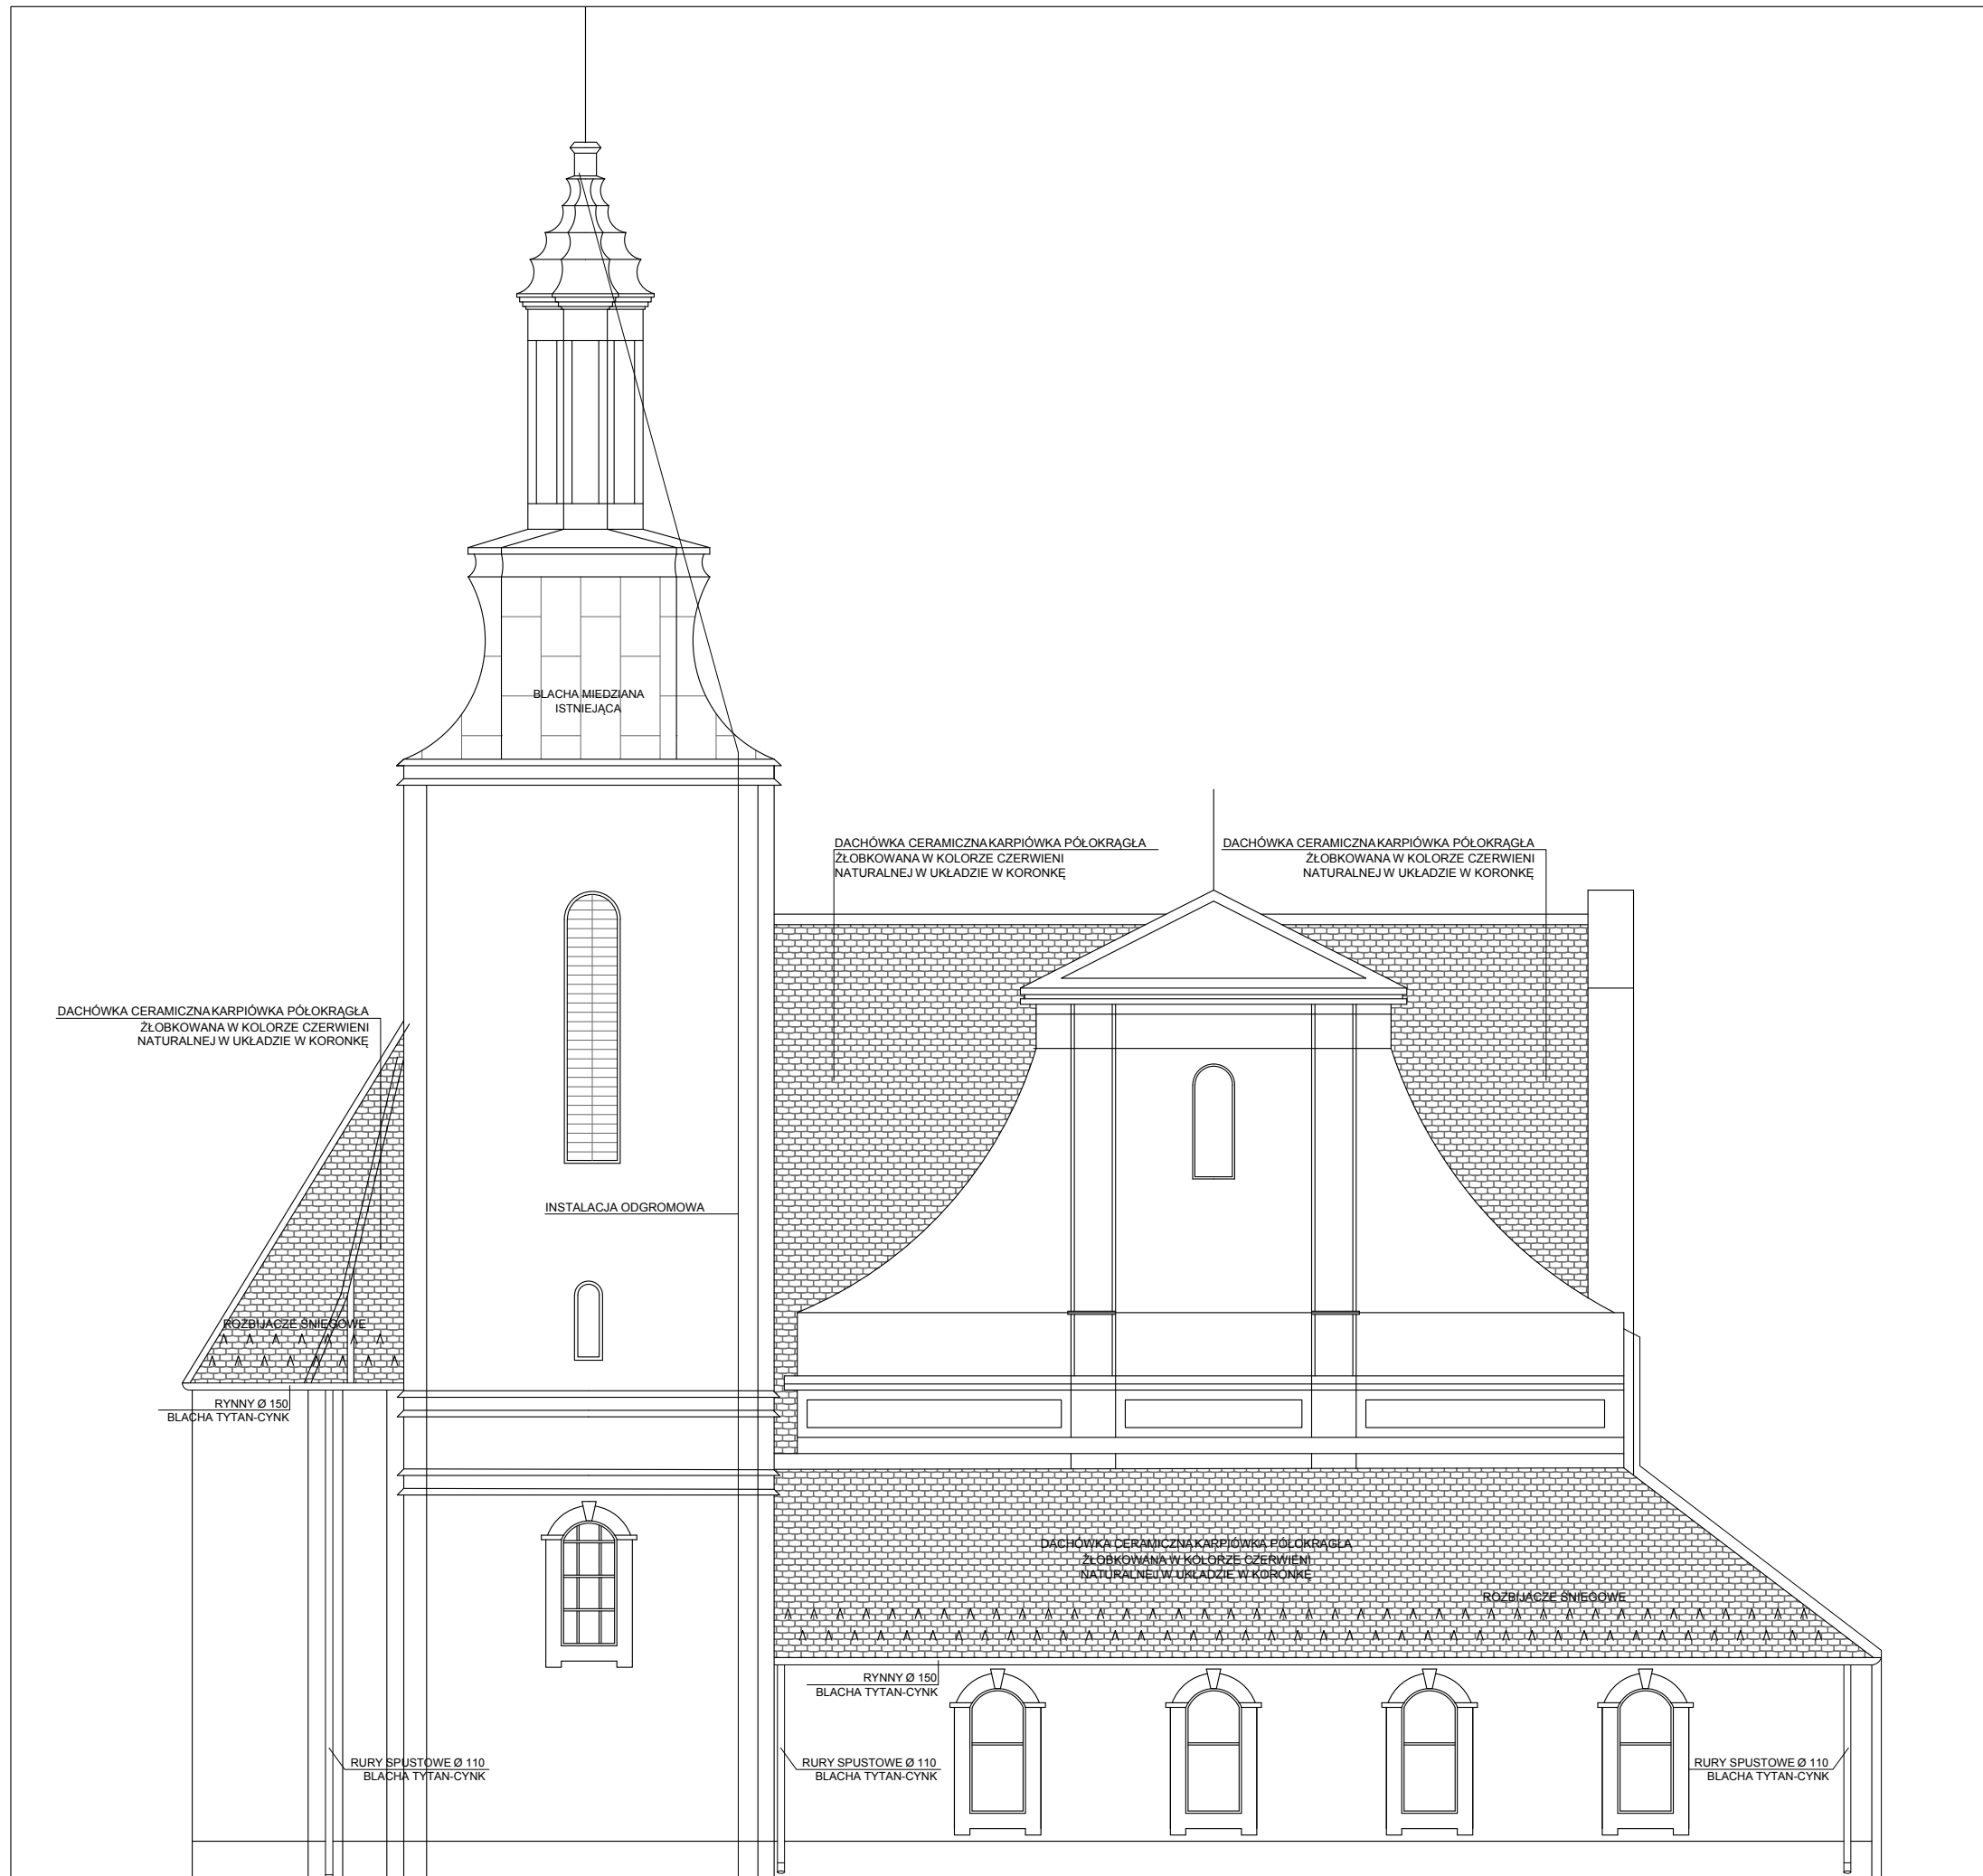 BLACHA MIEDZIANA
ISTNIEJĄCA
DACHÓWKA CERAMICZNA KARPIÓWKA PÓŁOKRĄGŁA
ŻŁOBKOWANA W KOLORZE CZERWIENI
NATURALNEJ W UKŁADZIE W KORONKĘ
DACHÓWKA CERAMICZNA KARPIÓWKA PÓŁOKRĄGŁA
ŻŁOBKOWANA W KOLORZE CZERWIENI
NATURALNEJ W UKŁADZIE W KORONKĘ
DACHÓWKA CERAMICZNA KARPIÓWKA PÓŁOKRĄGŁA
ŻŁOBKOWANA W KOLORZE CZERWIENI
NATURALNEJ W UKŁADZIE W KORONKĘ
INSTALACJA ODGROMOWA
ROZBIJACZE ŚNIEGOWE
RYNNY Ø 150
BLACHA TYTAN-CYNK
DACHÓWKA CERAMICZNA KARPIÓWKA PÓŁOKRĄGŁA
ŻŁOBKOWANA W KOLORZE CZERWIENI
NATURALNEJ W UKŁADZIE W KORONKĘ
ROZBIJACZE ŚNIEGOWE
RYNNY Ø 150
BLACHA TYTAN-CYNK
RURY SPUSTOWE Ø 110
BLACHA TYTAN-CYNK
RURY SPUSTOWE Ø 110
BLACHA TYTAN-CYNK
RURY SPUSTOWE Ø 110
BLACHA TYTAN-CYNK